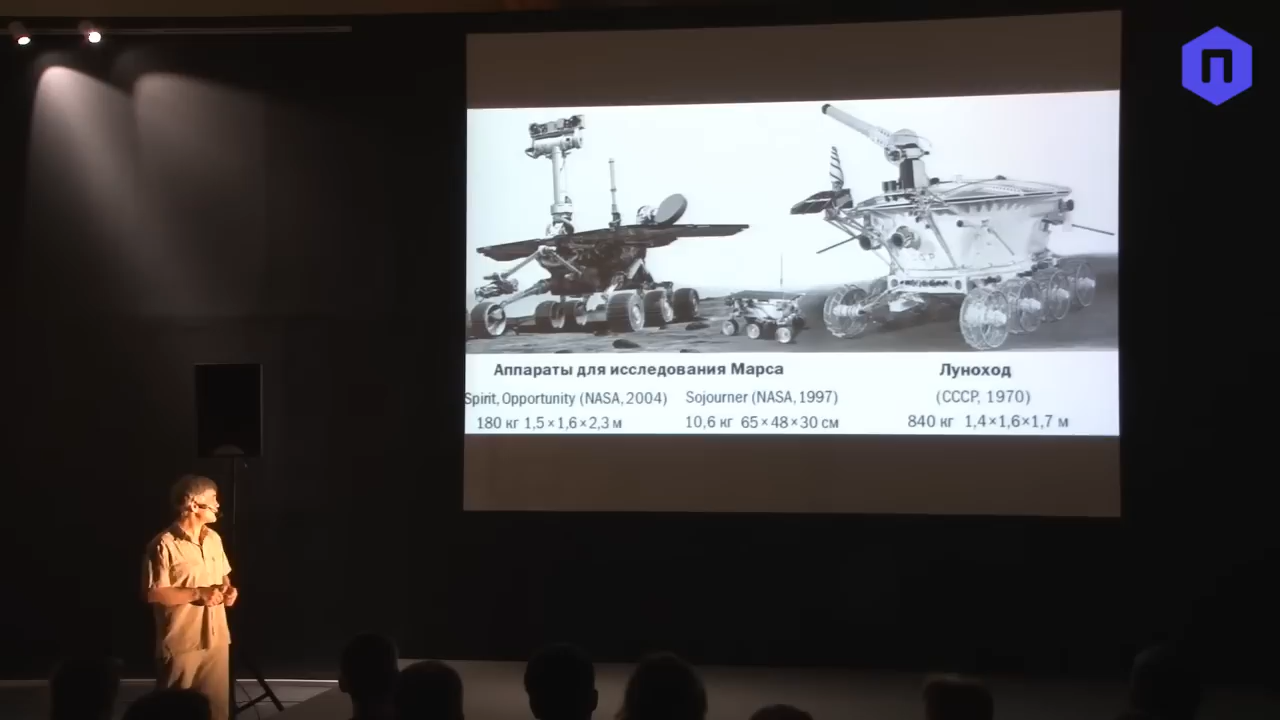 П
Аппараты для исследования Марса
Spirit, Opportunity (NASA, 2004)
180 кг 1,5×1,6×2,3 м
Sojourner (NASA, 1997)
10,6 кг 65×48×30 см
Луноход
(СССР, 1970)
840 кг 1,4×1,6×1,7 м